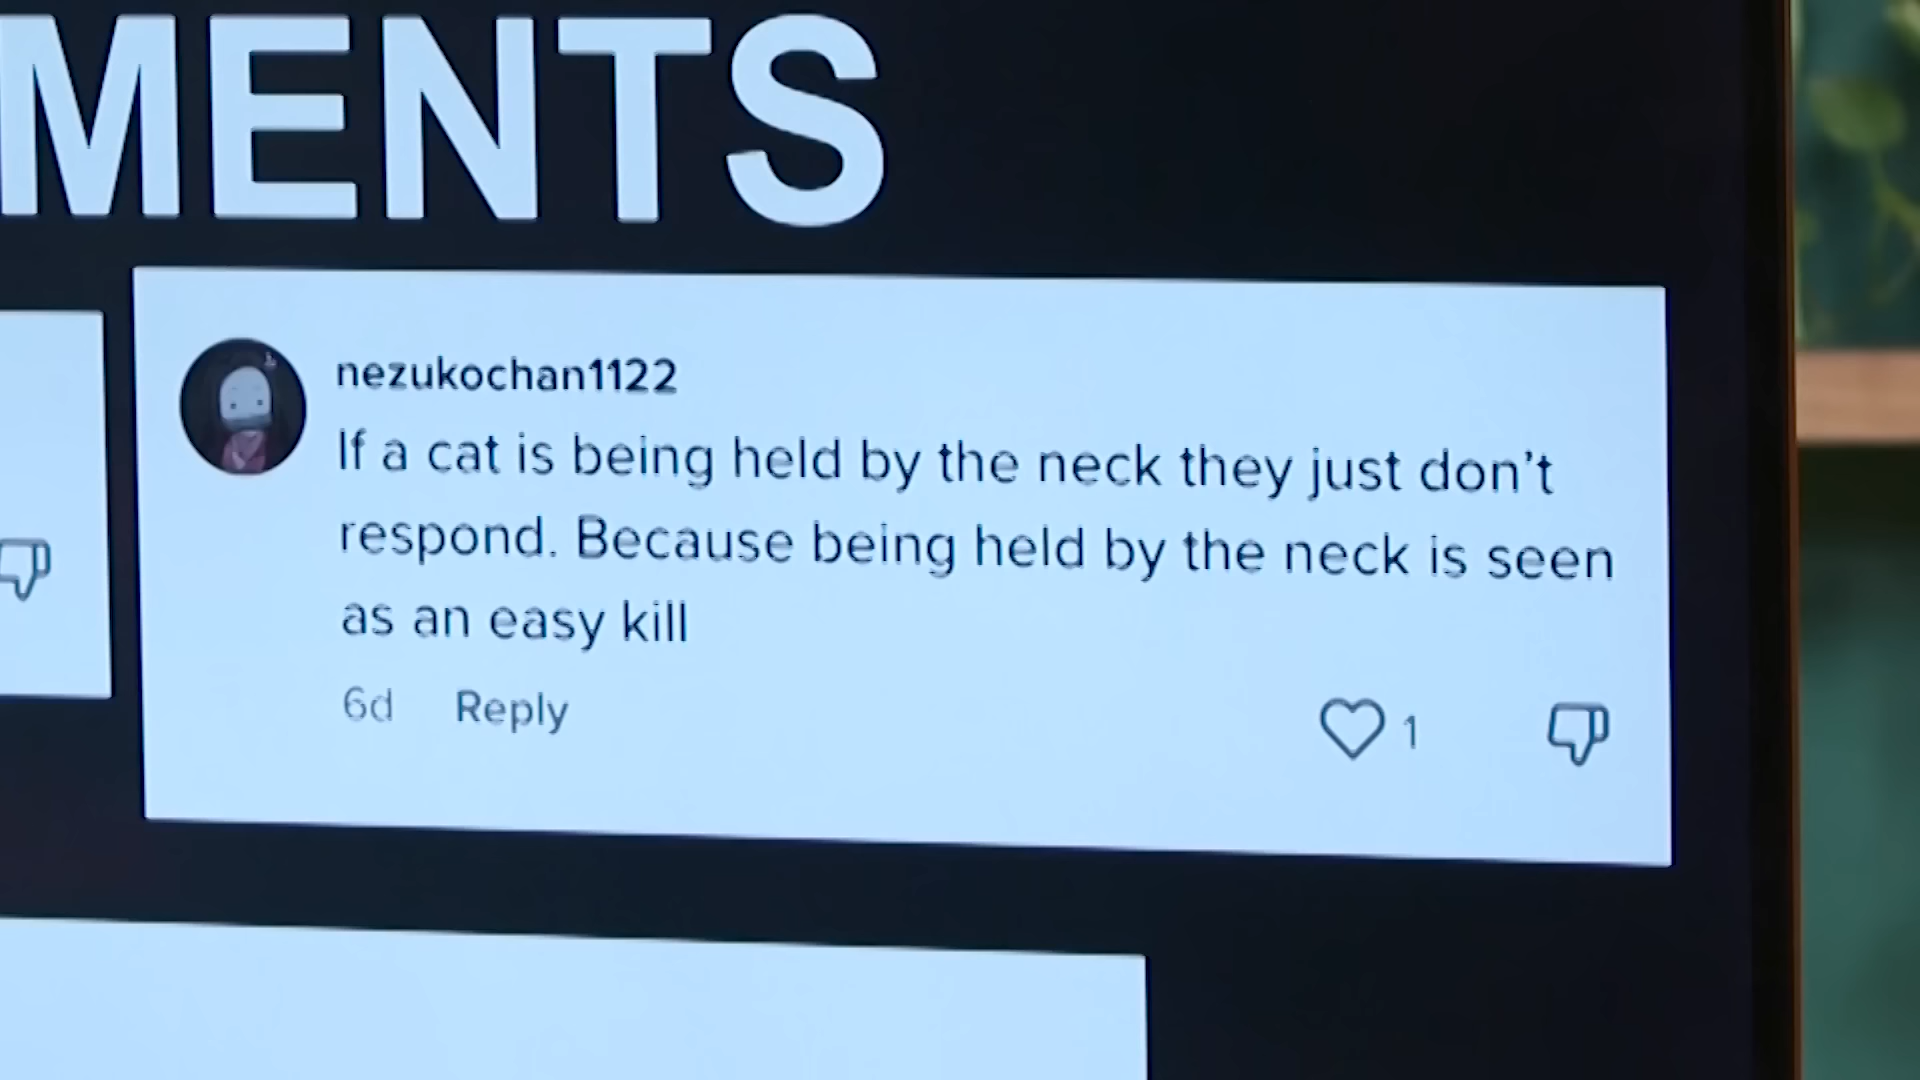 MENTS
nezukochan1122
If a cat is being held by the neck they just don't
respond. Because being held by the neck is seen
as an easy kill
6d Reply
1